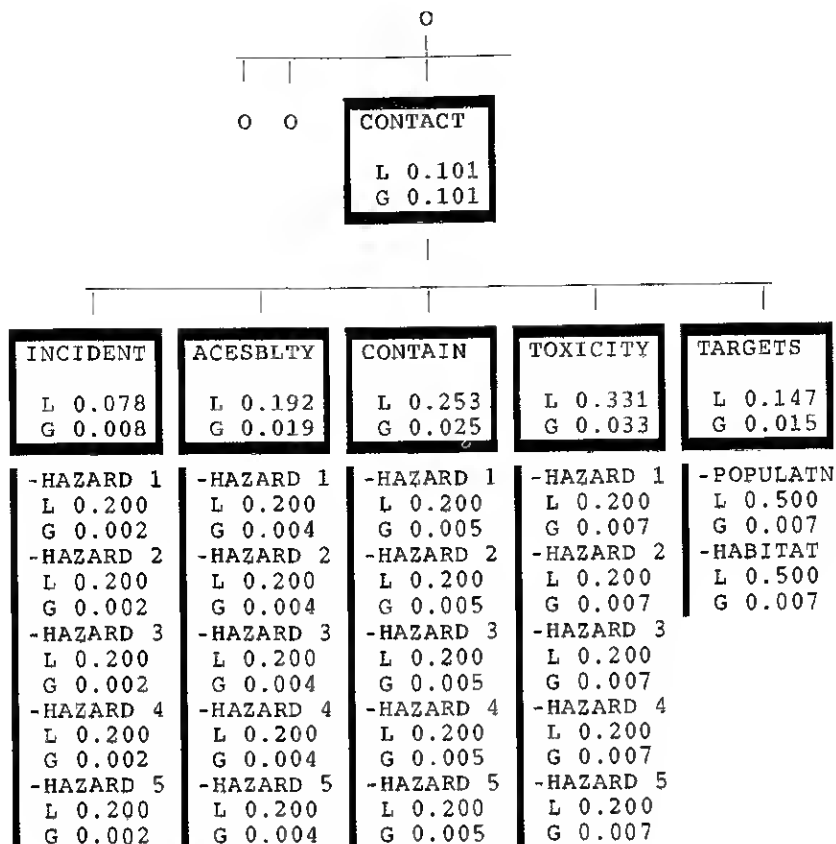 O
O O CONTACT
L 0.101
G 0.101
INCIDENT ACESBLTY CONTAIN TOXICITY TARGETS
L 0.078 L 0.192 L 0.253 L 0.331 L 0.147
G 0.008 G 0.019 G 0.025 G 0.033 G 0.015
-HAZARD 1 -HAZARD 1 -HAZARD 1 -HAZARD 1 -POPULATN
L 0.200 L 0.200 L 0.200 L 0.200 L 0.500
G 0.002 G 0.004 G 0.005 G 0.007 G 0.007
-HAZARD 2 -HAZARD 2 -HAZARD 2 -HAZARD 2 -HABITAT
L 0.200 L 0.200 L 0.200 L 0.200 L 0.500
G 0.002 G 0.004 G 0.005 G 0.007 G 0.007
-HAZARD 3 -HAZARD 3 -HAZARD 3 -HAZARD 3
L 0.200 L 0.200 L 0.200 L 0.200
G 0.002 G 0.004 G 0.005 G 0.007
-HAZARD 4 -HAZARD 4 -HAZARD 4 -HAZARD 4
L 0.200 L 0.200 L 0.200 L 0.200
G 0.002 G 0.004 G 0.005 G 0.007
-HAZARD 5 -HAZARD 5 -HAZARD 5 -HAZARD 5
L 0.200 L 0.200 L 0.200 L 0.200
G 0.002 G 0.004 G 0.005 G 0.007